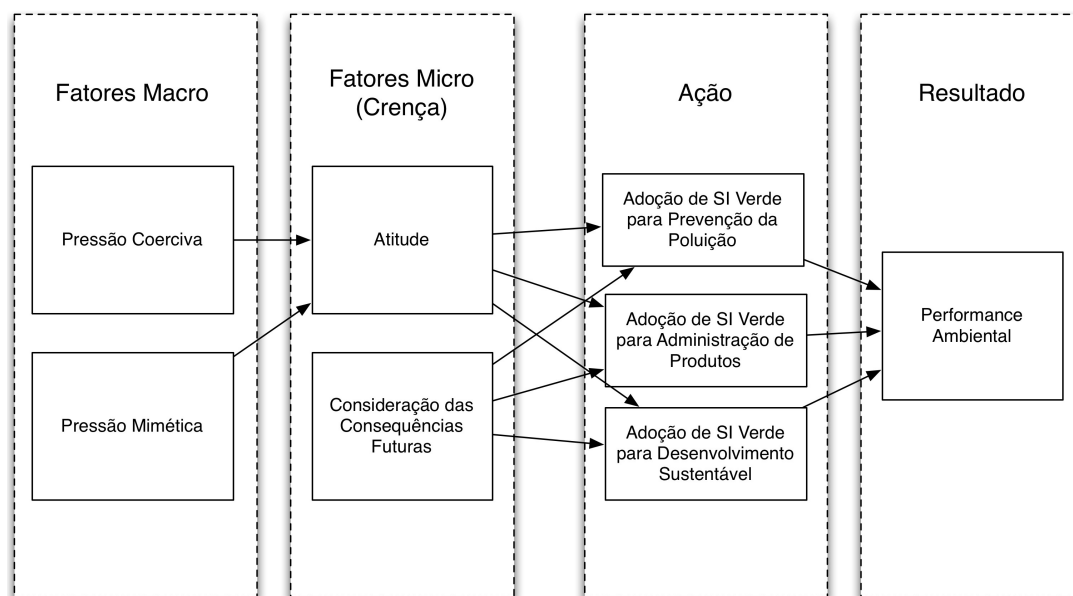 Fatores Macro
Fatores Micro
(Crença)
Ação
Resultado
Pressão Coerciva
Pressão Mimética
Atitude
Consideração das
Consequências
Futuras
Adoção de SI Verde
para Prevenção da
Poluição
Adoção de SI Verde
para Administração de
Produtos
Adoção de SI Verde
para Desenvolvimento
Sustentável
Performance
Ambiental